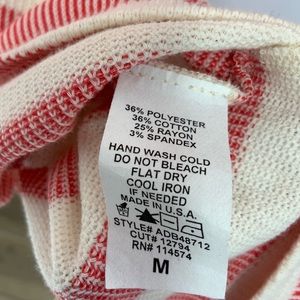 36% POLYESTER
36% COTTON
25% RAYON
3% SPANDEX
HAND WASH COLD
DO NOT BLEACH
FLAT DRY
COOL IRON
IF NEEDED
MADE IN U.S.A.
STYLE# ADB48712
CUT# 12794
RN# 114574
M